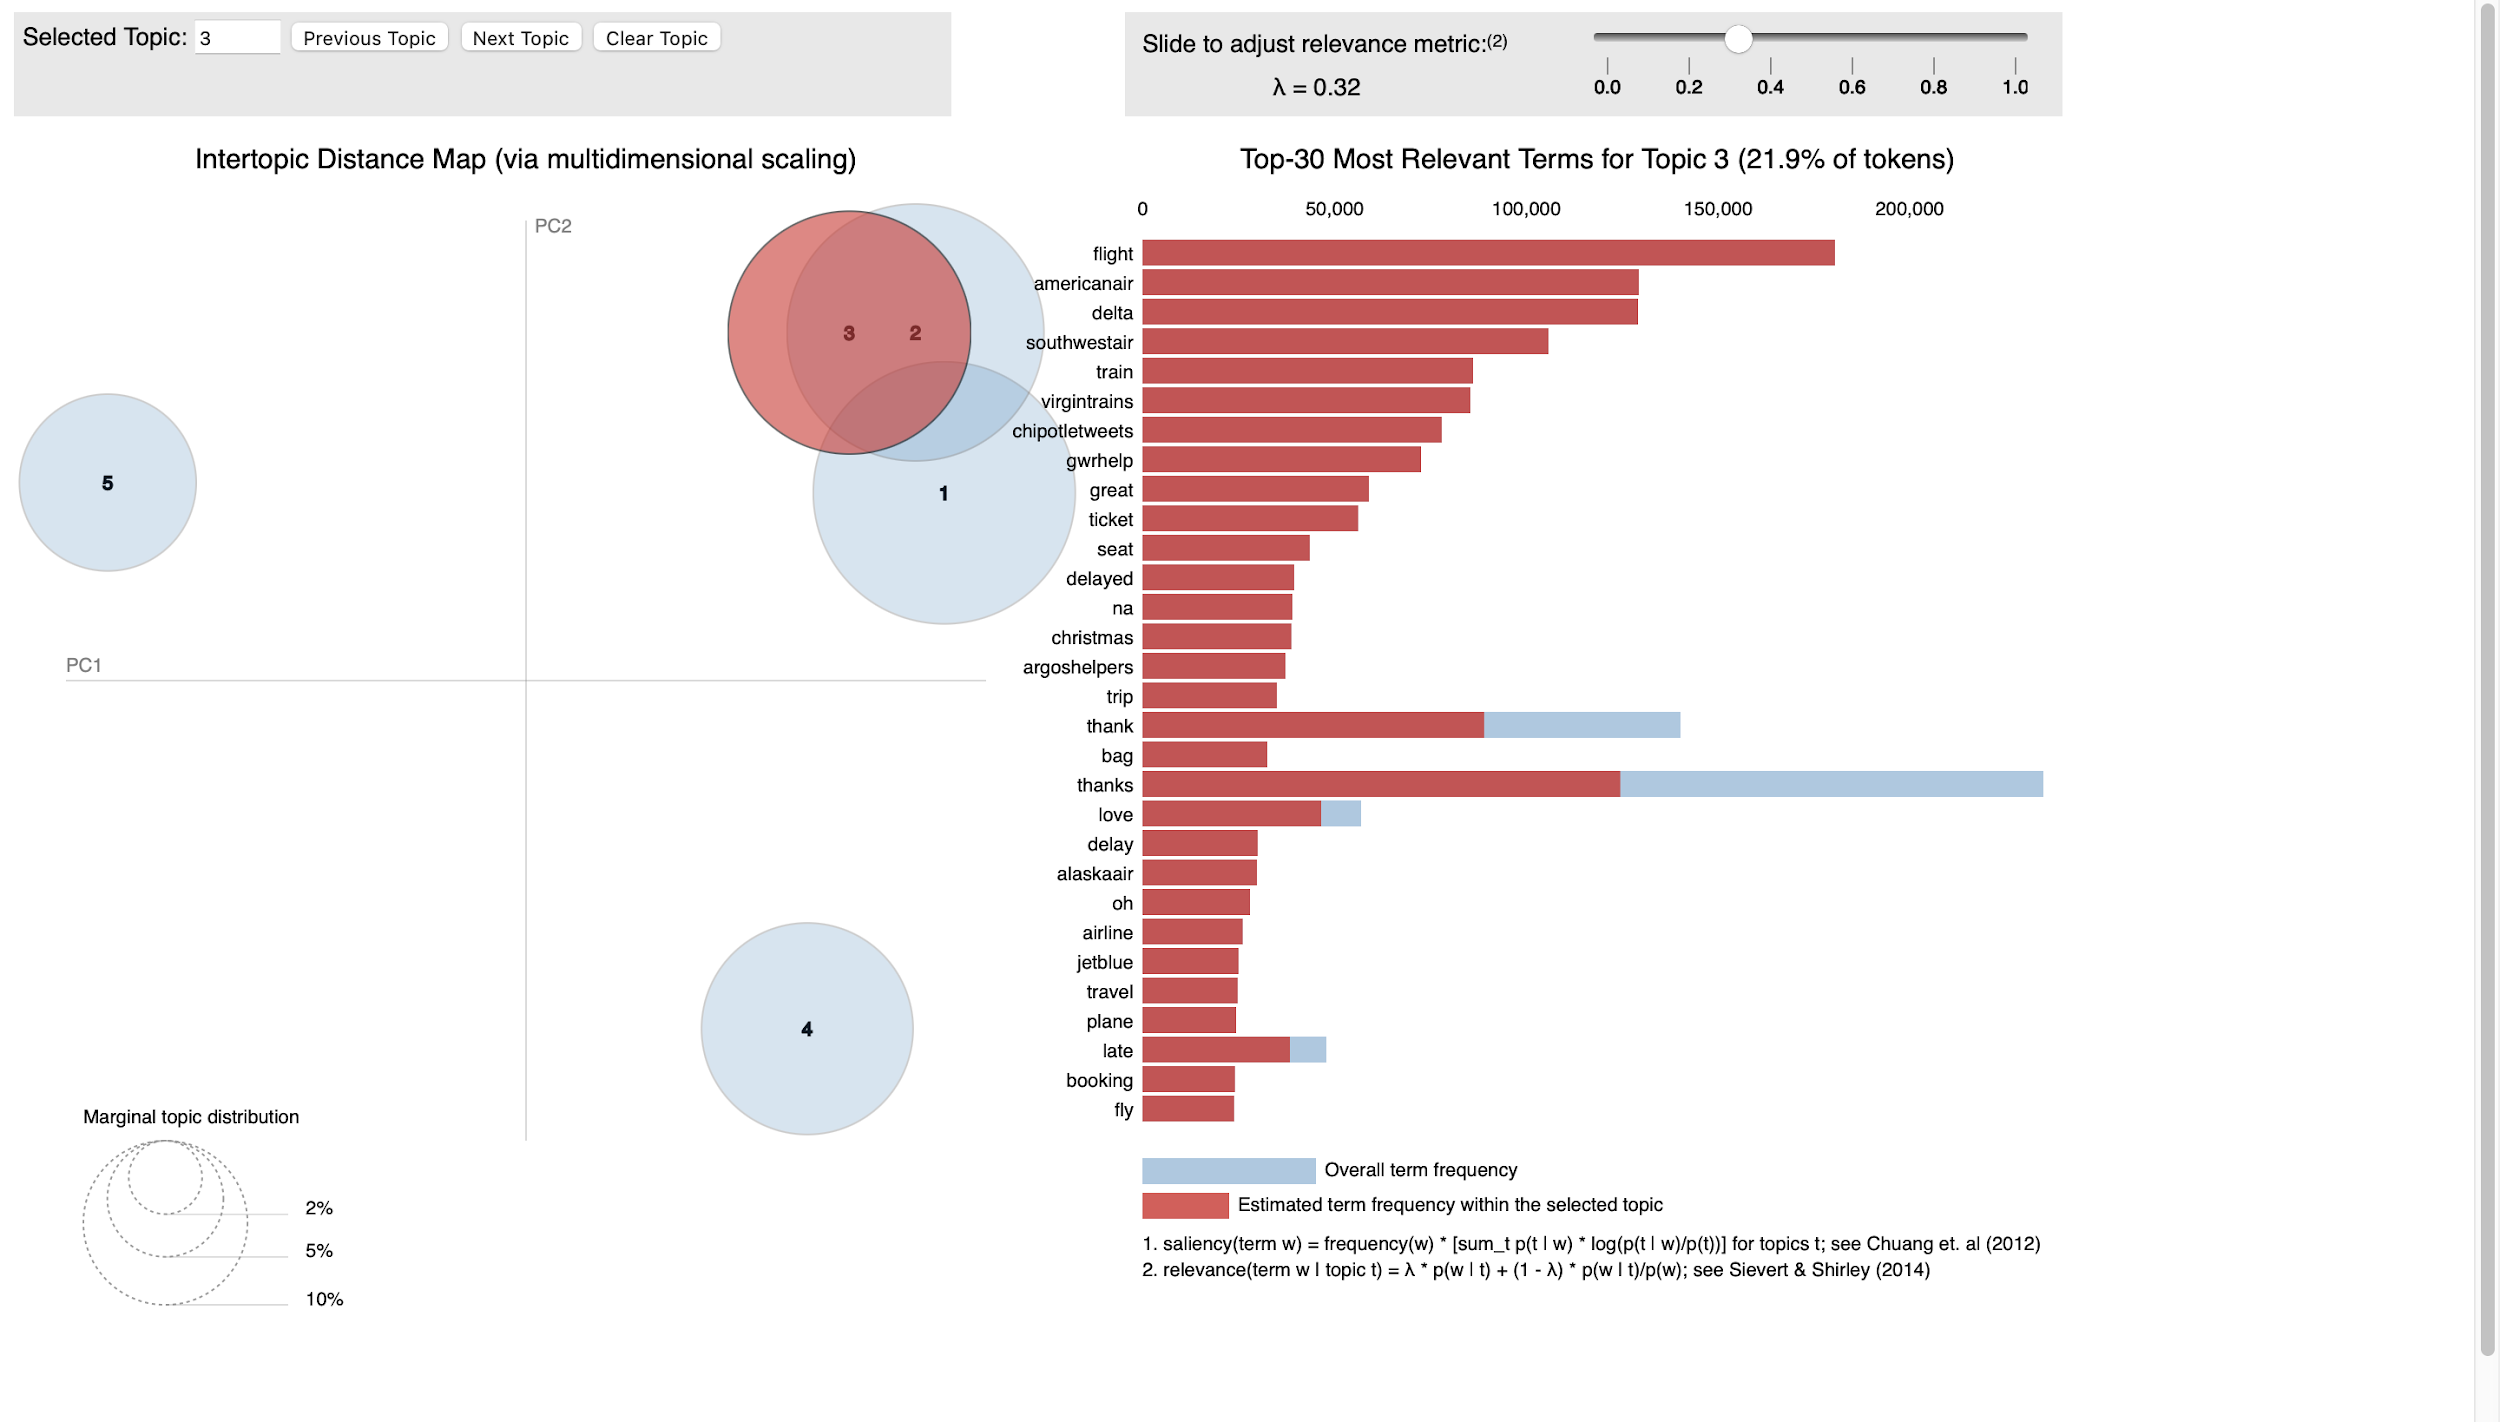 Selected Topic: 3 Previous Topic Next Topic Clear Topic
Slide to adjust relevance metric:(2)
λ = 0.32
0.0 0.2 0.4 0.6 0.8 1.0
Intertopic Distance Map (via multidimensional scaling)
PC2
PC1
3
2
1
5
4
Marginal topic distribution
2%
5%
10%
Top-30 Most Relevant Terms for Topic 3 (21.9% of tokens)
0 50,000 100,000 150,000 200,000
flight
americanair
delta
southwestair
train
virgintrains
chipotletweets
gwrhelp
great
ticket
seat
delayed
na
christmas
argoshelpers
trip
thank
bag
thanks
love
delay
alaskaair
oh
airline
jetblue
travel
plane
late
booking
fly
Overall term frequency
Estimated term frequency within the selected topic
1. saliency(term w) = frequency(w) * [sum_t p(t | w) * log(p(t | w)/p(t))] for topics t; see Chuang et. al (2012)
2. relevance(term w | topic t) = λ * p(w | t) + (1 - λ) * p(w | t)/p(w); see Sievert & Shirley (2014)